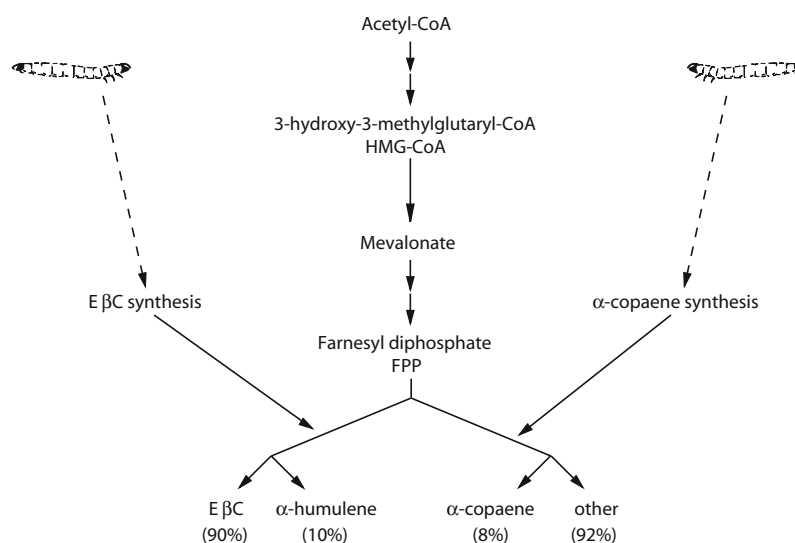 Acetyl-CoA
3-hydroxy-3-methylglutaryl-CoA
HMG-CoA
Mevalonate
E βC synthesis
α-copaene synthesis
Farnesyl diphosphate
FPP
E βC α-humulene α-copaene other
(90%) (10%) (8%) (92%)